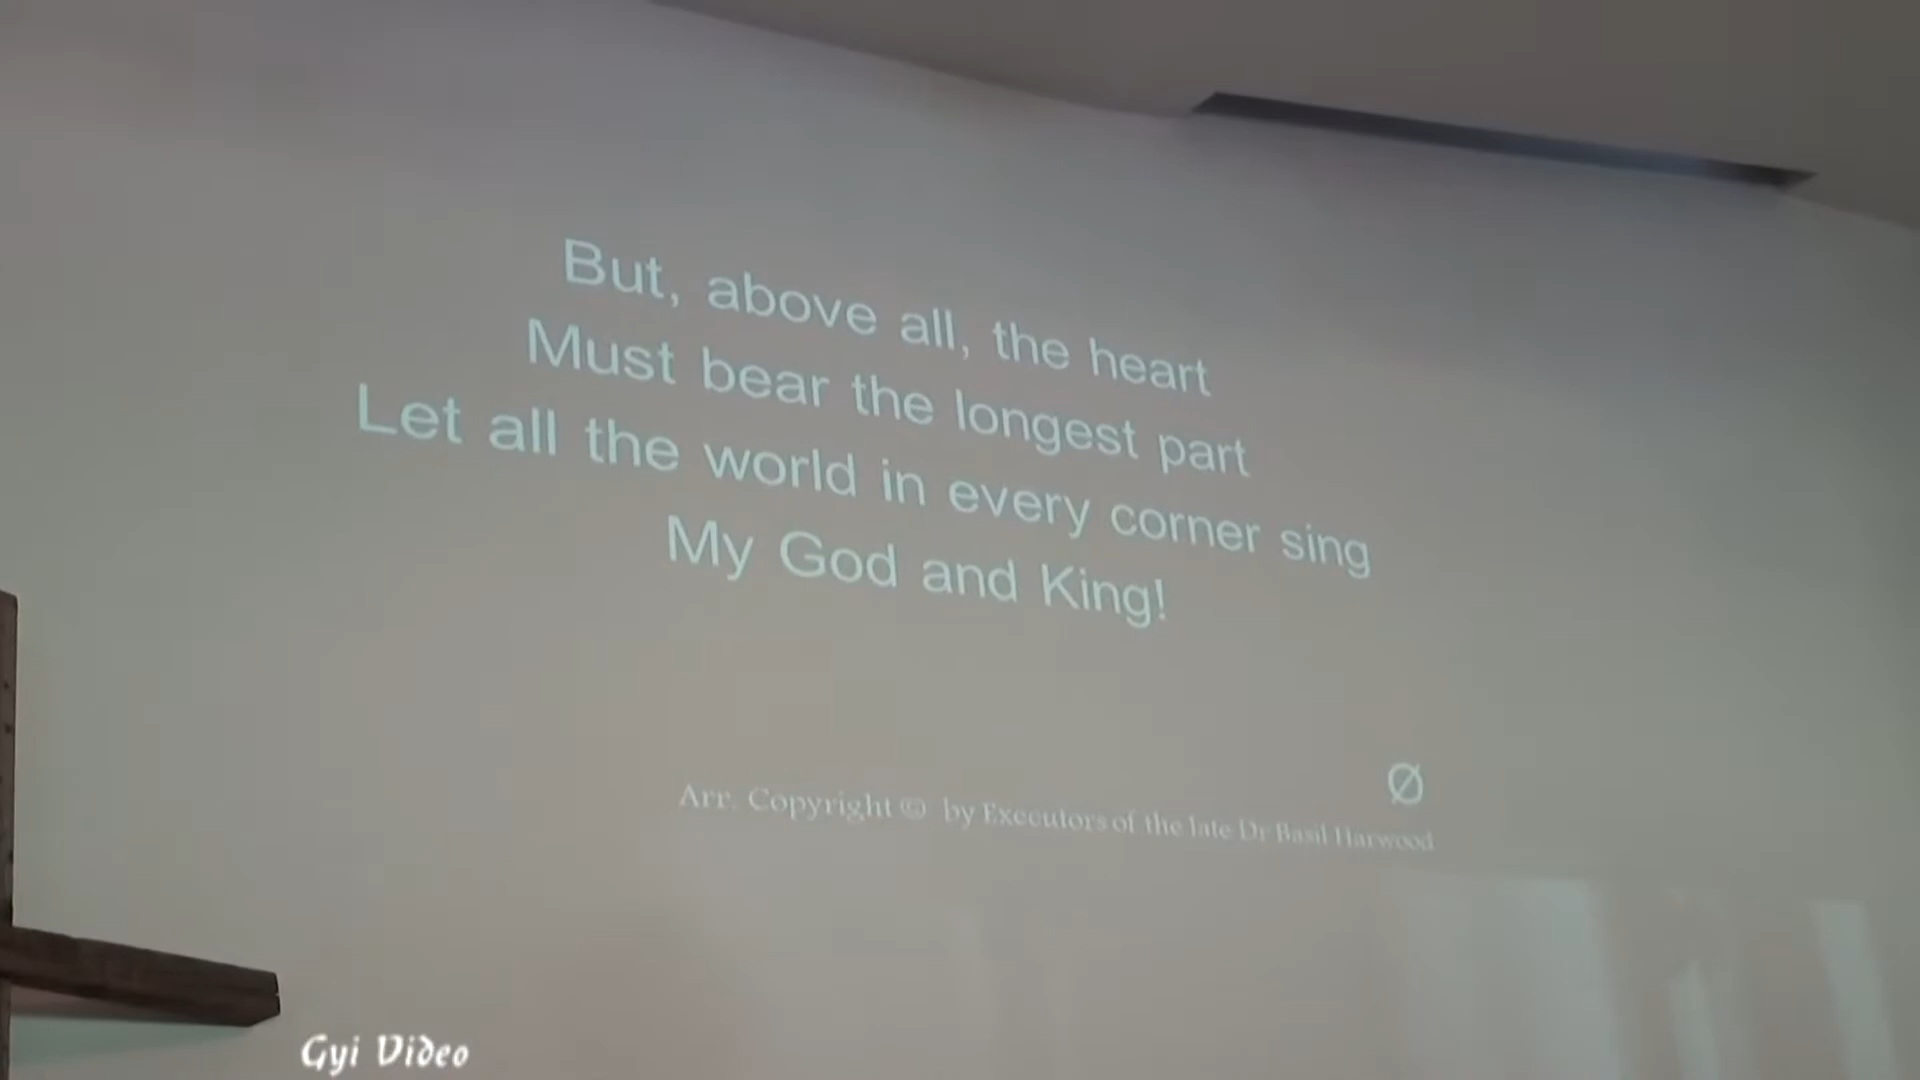 But, above all, the heart
Must bear the longest part
Let all the world in every corner sing
My God and King!
Ø
Arr. Copyright © by Executors of the late Dr Basil Harwood
Gyi Video